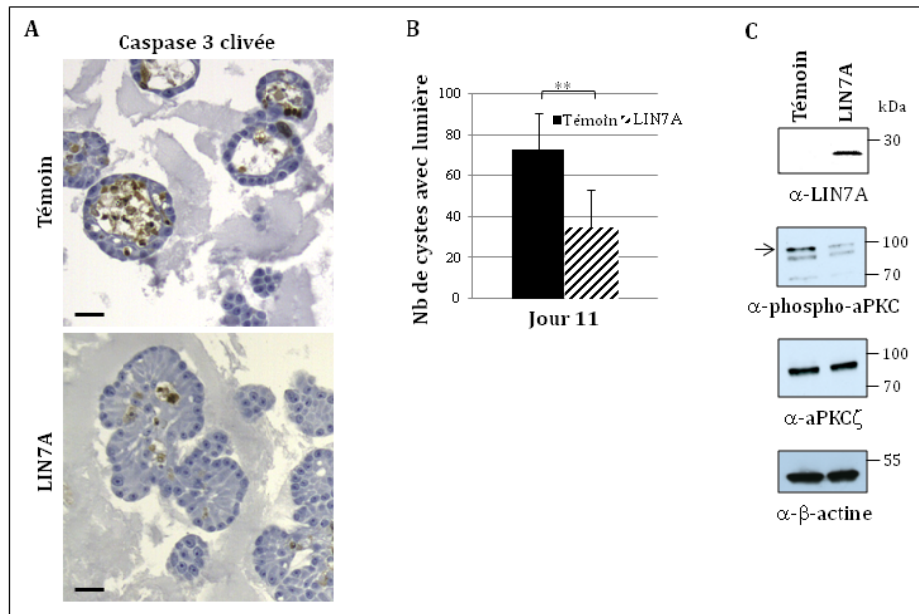 A
Caspase 3 clivée
Témoin
LIN7A
B
Nb de cystes avec lumière
100
80
60
40
20
0
**
Témoin LIN7A
Jour 11
C
Témoin
LIN7A
kDa
30
α-LIN7A
100
70
α-phospho-aPKC
100
70
α-aPKCζ
55
α-β-actine